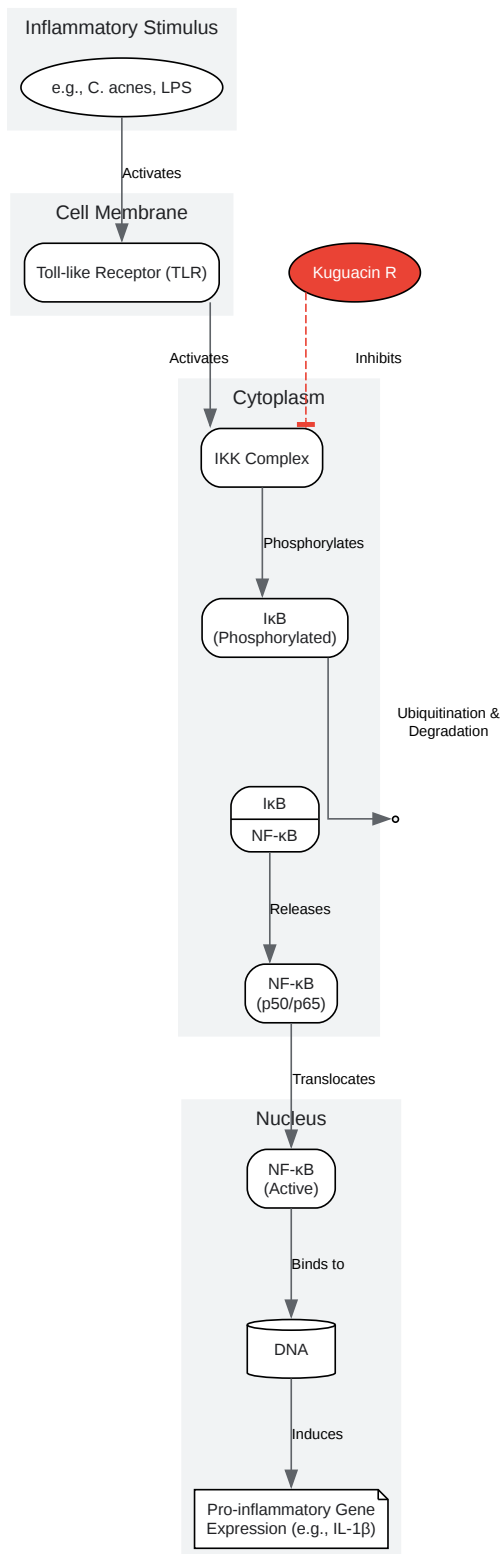 Inflammatory Stimulus
e.g., C. acnes, LPS
Activates
Cell Membrane
Toll-like Receptor (TLR)
Kuguacin R
Activates
Inhibits
Cytoplasm
IKK Complex
Phosphorylates
IκB
(Phosphorylated)
Ubiquitination &
Degradation
IκB
NF-κB
Releases
NF-κB
(p50/p65)
Translocates
Nucleus
NF-κB
(Active)
Binds to
DNA
Induces
Pro-inflammatory Gene
Expression (e.g., IL-1β)